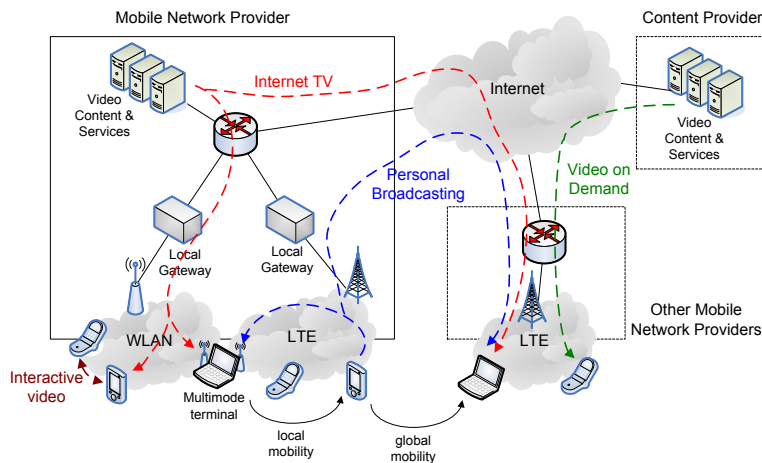 Mobile Network Provider
Content Provider
Internet TV
Internet
Video
Content &
Services
Video
Content &
Services
Personal
Broadcasting
Video on
Demand
Local
Gateway
Local
Gateway
WLAN
LTE
LTE
Other Mobile
Network Providers
Interactive
video
Multimode
terminal
local
mobility
global
mobility